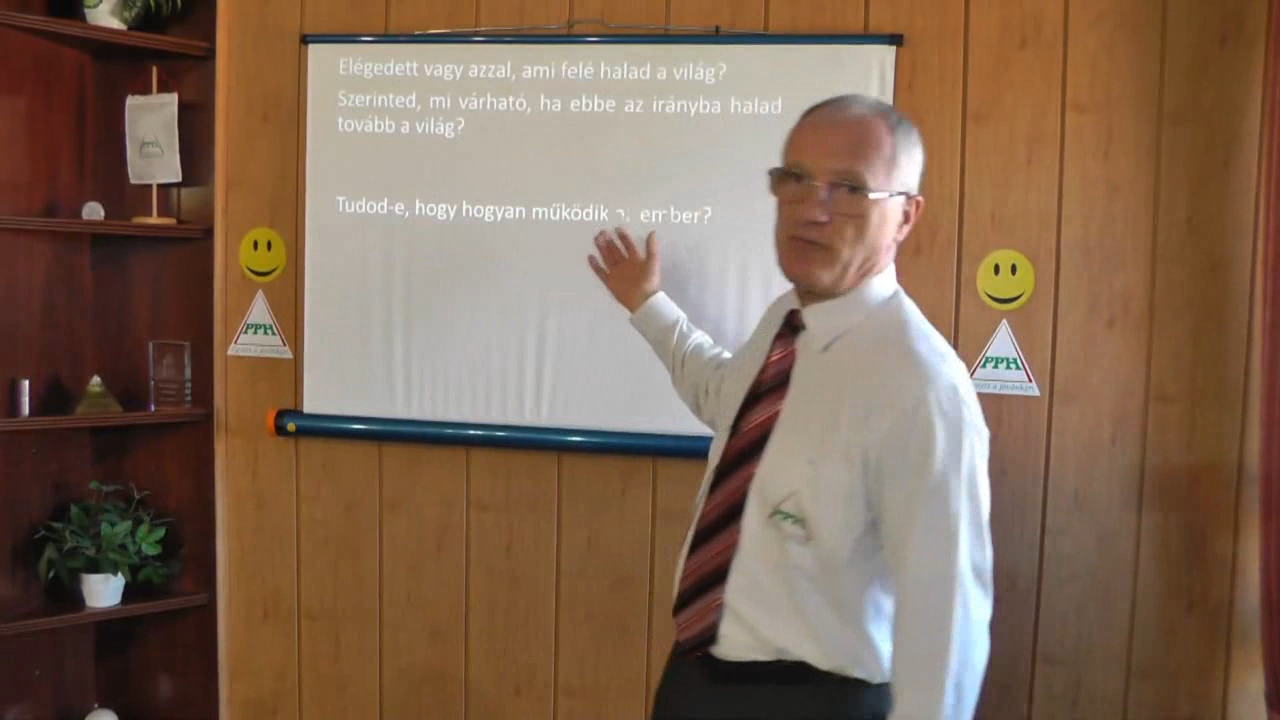 Elégedett vagy azzal, ami felé halad a világ?
Szerinted, mi várható, ha ebbe az irányba halad
tovább a világ?
Tudod-e, hogy hogyan működik ember?
PPH
PPH